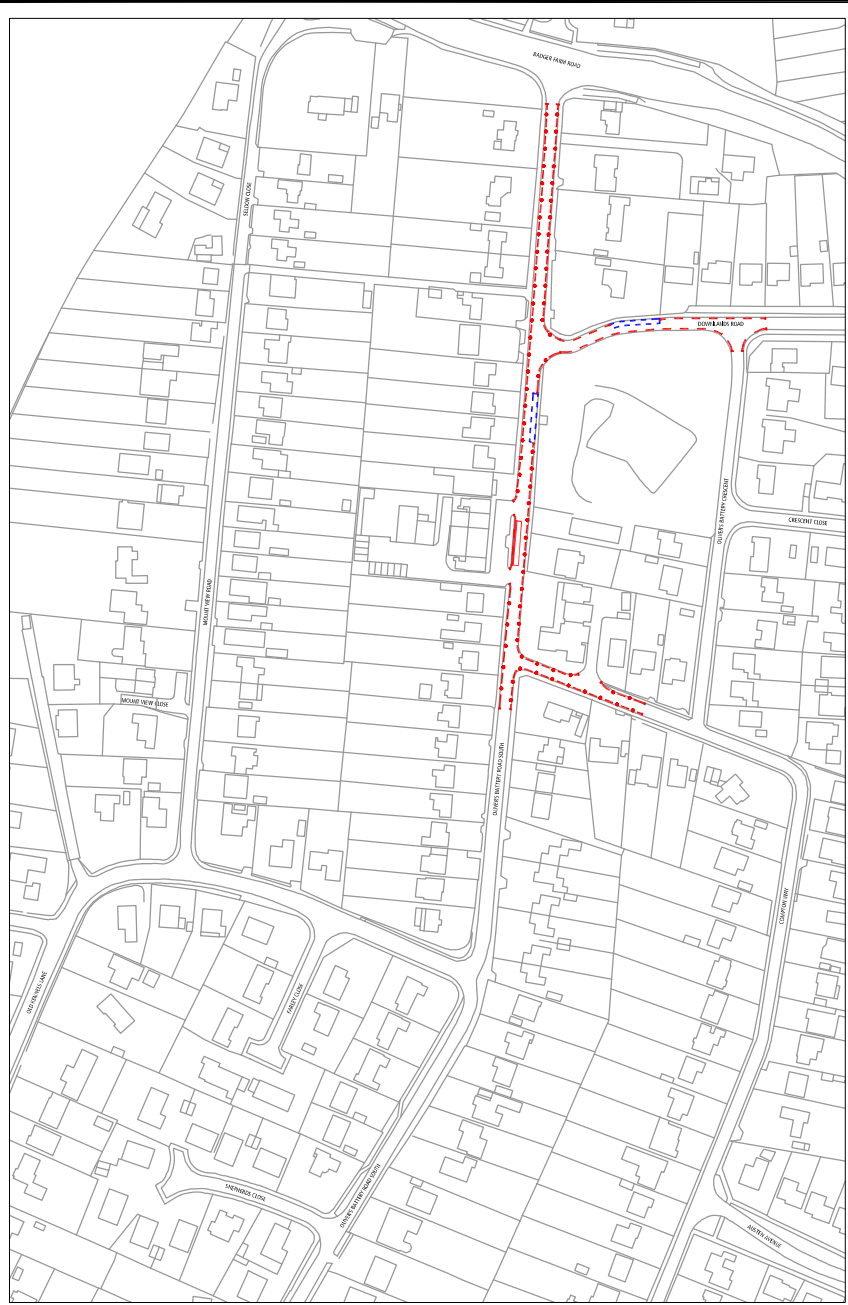 BADGER FARM ROAD
SELDON CLOSE
DOWNLANDS ROAD
OLIVERS BATTERY CRESCENT
CRESCENT CLOSE
MOUNT VIEW ROAD
MOUNT VIEW CLOSE
OLIVERS BATTERY ROAD SOUTH
COMPTON WAY
OLD KENNELS LANE
FARLEY CLOSE
SHEPHERDS CLOSE
OLIVERS BATTERY ROAD SOUTH
AUSTEN AVENUE